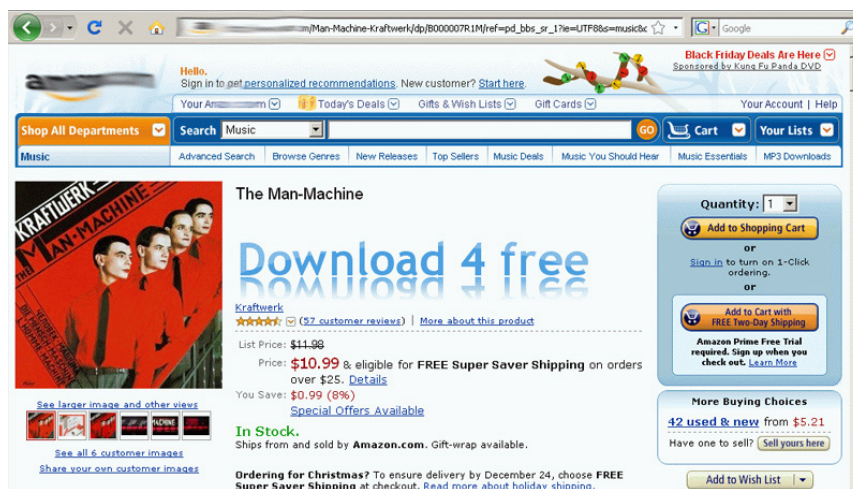 m/Man-Machine-Kraftwerk/dp/B000007R1M/ref=pd_bbs_sr_1?ie=UTF8&s=music&c
Google
Black Friday Deals Are Here
Sponsored by Kung Fu Panda DVD
Hello.
Sign in to get personalized recommendations. New customer? Start here.
Your Am m Today's Deals Gifts & Wish Lists Gift Cards Your Account | Help
Shop All Departments Search Music GO Cart Your Lists
Music Advanced Search Browse Genres New Releases Top Sellers Music Deals Music You Should Hear Music Essentials MP3 Downloads
KRAFTWERK
THE MAN-MACHINE
The Man-Machine
Download 4 free
Kraftwerk
(57 customer reviews) | More about this product
List Price: $11.98
Price: $10.99 & eligible for FREE Super Saver Shipping on orders
over $25. Details
You Save: $0.99 (8%)
Special Offers Available
In Stock.
Ships from and sold by Amazon.com. Gift-wrap available.
Ordering for Christmas? To ensure delivery by December 24, choose FREE
Super Saver Shipping at checkout. Read more about holiday shipping.
See larger image and other views
MACHINE
See all 6 customer images
Share your own customer images
Quantity: 1
Add to Shopping Cart
or
Sign in to turn on 1-Click
ordering.
or
Add to Cart with
FREE Two-Day Shipping
Amazon Prime Free Trial
required. Sign up when you
check out. Learn More
More Buying Choices
42 used & new from $5.21
Have one to sell? Sell yours here
Add to Wish List